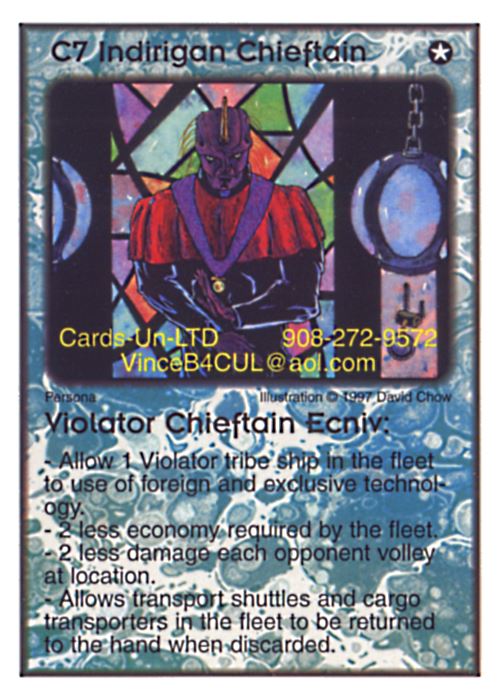 C7 Indirigan Chieftain
Cards-Un-LTD 908-272-9572
VinceB4CUL@aol.com
Persona Illustration © 1997 David Chow
Violator Chieftain Ecniv:
- Allow 1 Violator tribe ship in the fleet
to use of foreign and exclusive technol-
ogy.
- 2 less economy required by the fleet.
- 2 less damage each opponent volley
at location.
- Allows transport shuttles and cargo
transporters in the fleet to be returned
to the hand when discarded.